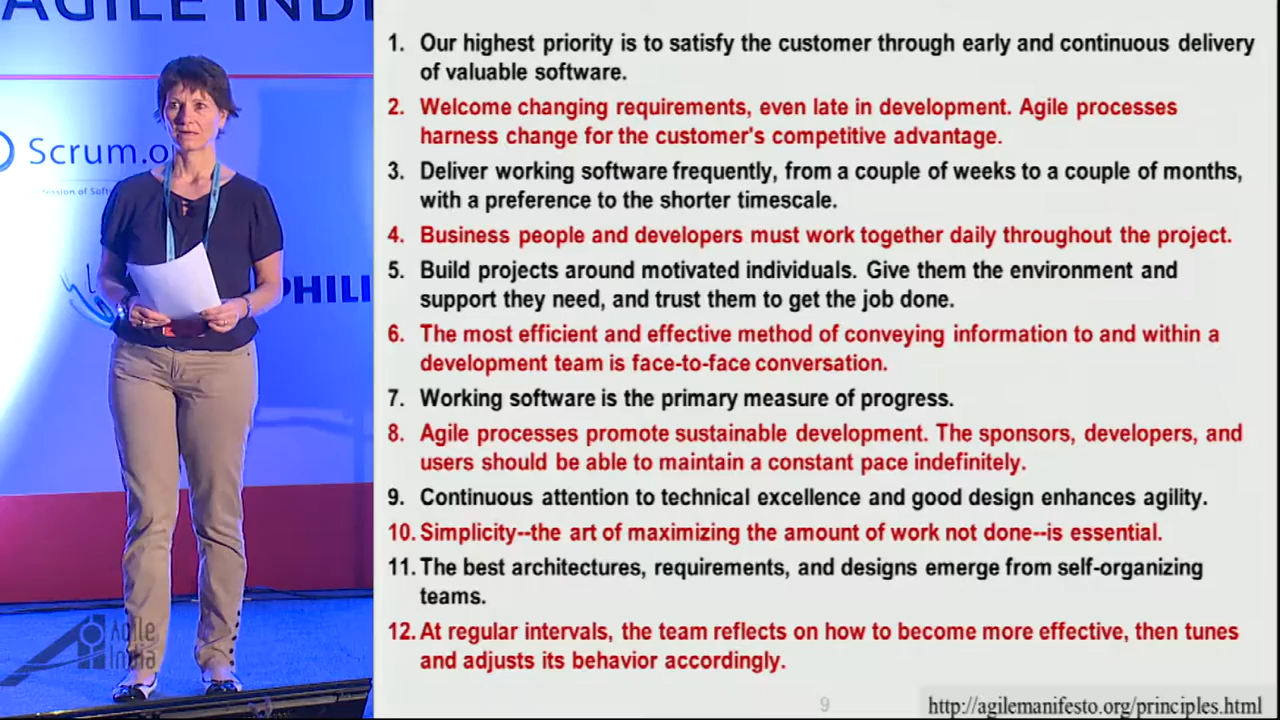 AGILE INDI
Scrum.o
PHILI
Agile
India
1. Our highest priority is to satisfy the customer through early and continuous delivery
of valuable software.
2. Welcome changing requirements, even late in development. Agile processes
harness change for the customer's competitive advantage.
3. Deliver working software frequently, from a couple of weeks to a couple of months,
with a preference to the shorter timescale.
4. Business people and developers must work together daily throughout the project.
5. Build projects around motivated individuals. Give them the environment and
support they need, and trust them to get the job done.
6. The most efficient and effective method of conveying information to and within a
development team is face-to-face conversation.
7. Working software is the primary measure of progress.
8. Agile processes promote sustainable development. The sponsors, developers, and
users should be able to maintain a constant pace indefinitely.
9. Continuous attention to technical excellence and good design enhances agility.
10. Simplicity--the art of maximizing the amount of work not done--is essential.
11. The best architectures, requirements, and designs emerge from self-organizing
teams.
12. At regular intervals, the team reflects on how to become more effective, then tunes
and adjusts its behavior accordingly.
9
http://agilemanifesto.org/principles.html